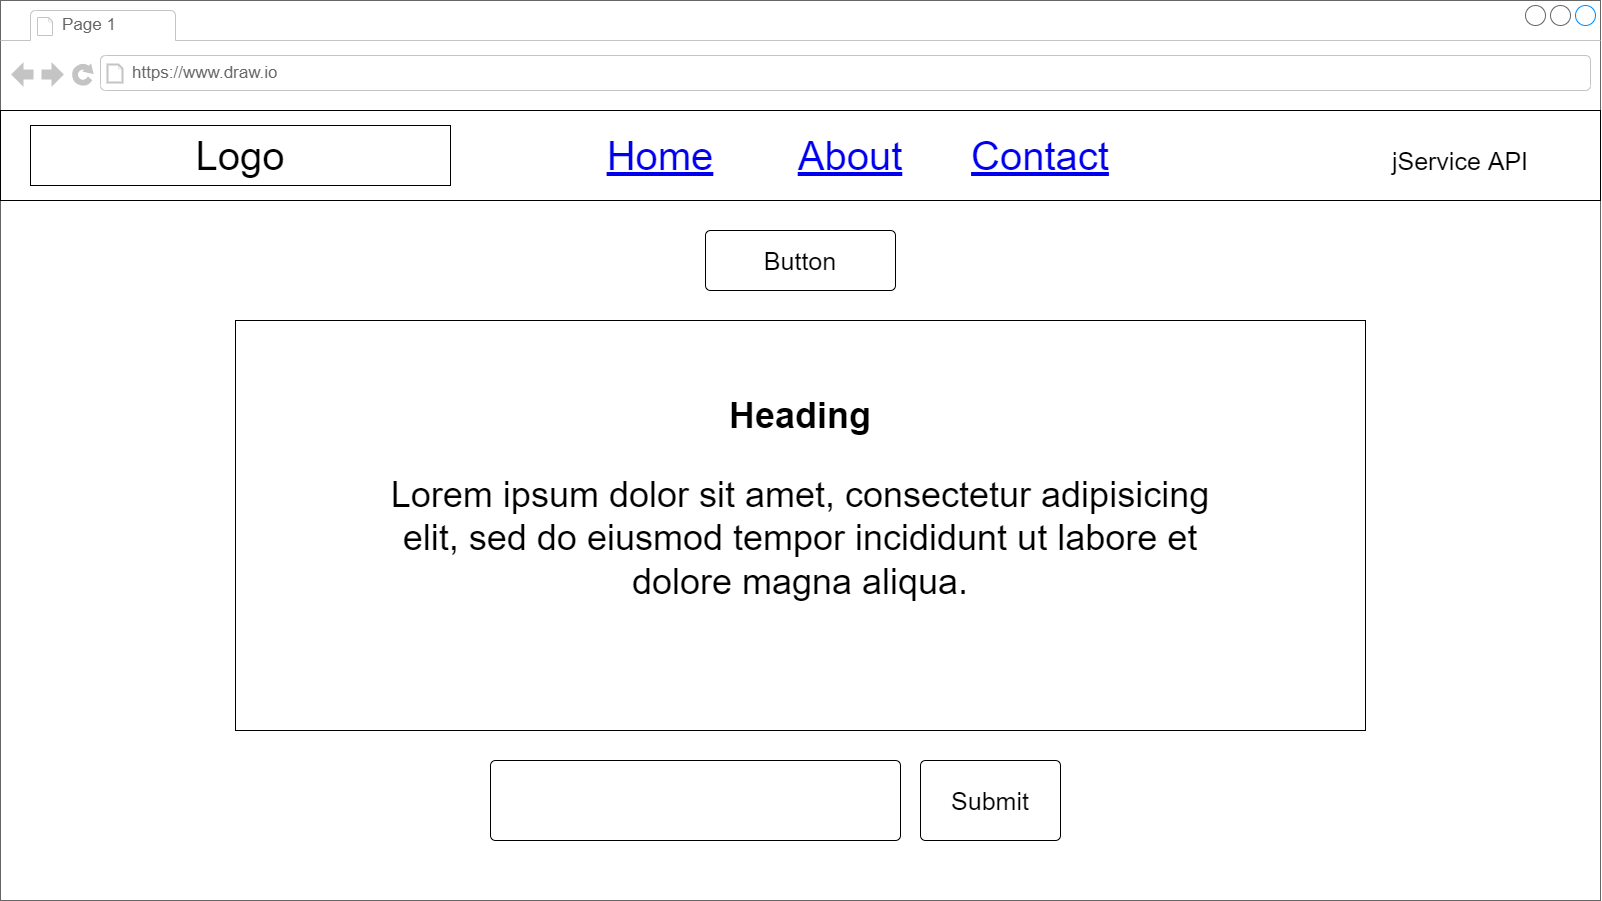 Page 1
https://www.draw.io
Logo
Home
About
Contact
jService API
Button
Heading
Lorem ipsum dolor sit amet, consectetur adipisicing
elit, sed do eiusmod tempor incididunt ut labore et
dolore magna aliqua.
Submit